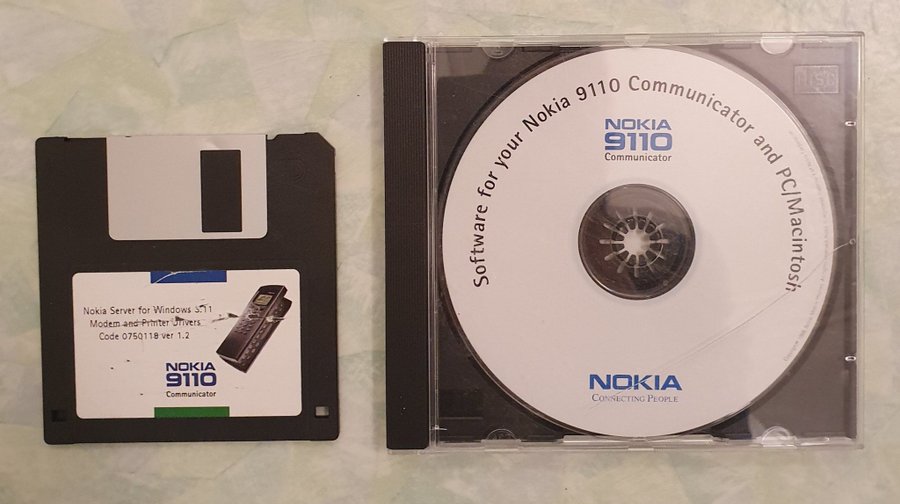 Nokia Server for Windows 3.11
Modem and Printer Drivers
Code 0750118 ver 1.2
NOKIA
9110
Communicator
Software for your Nokia 9110 Communicator and PC/Macintosh
NOKIA
9110
Communicator
NOKIA
CONNECTING PEOPLE